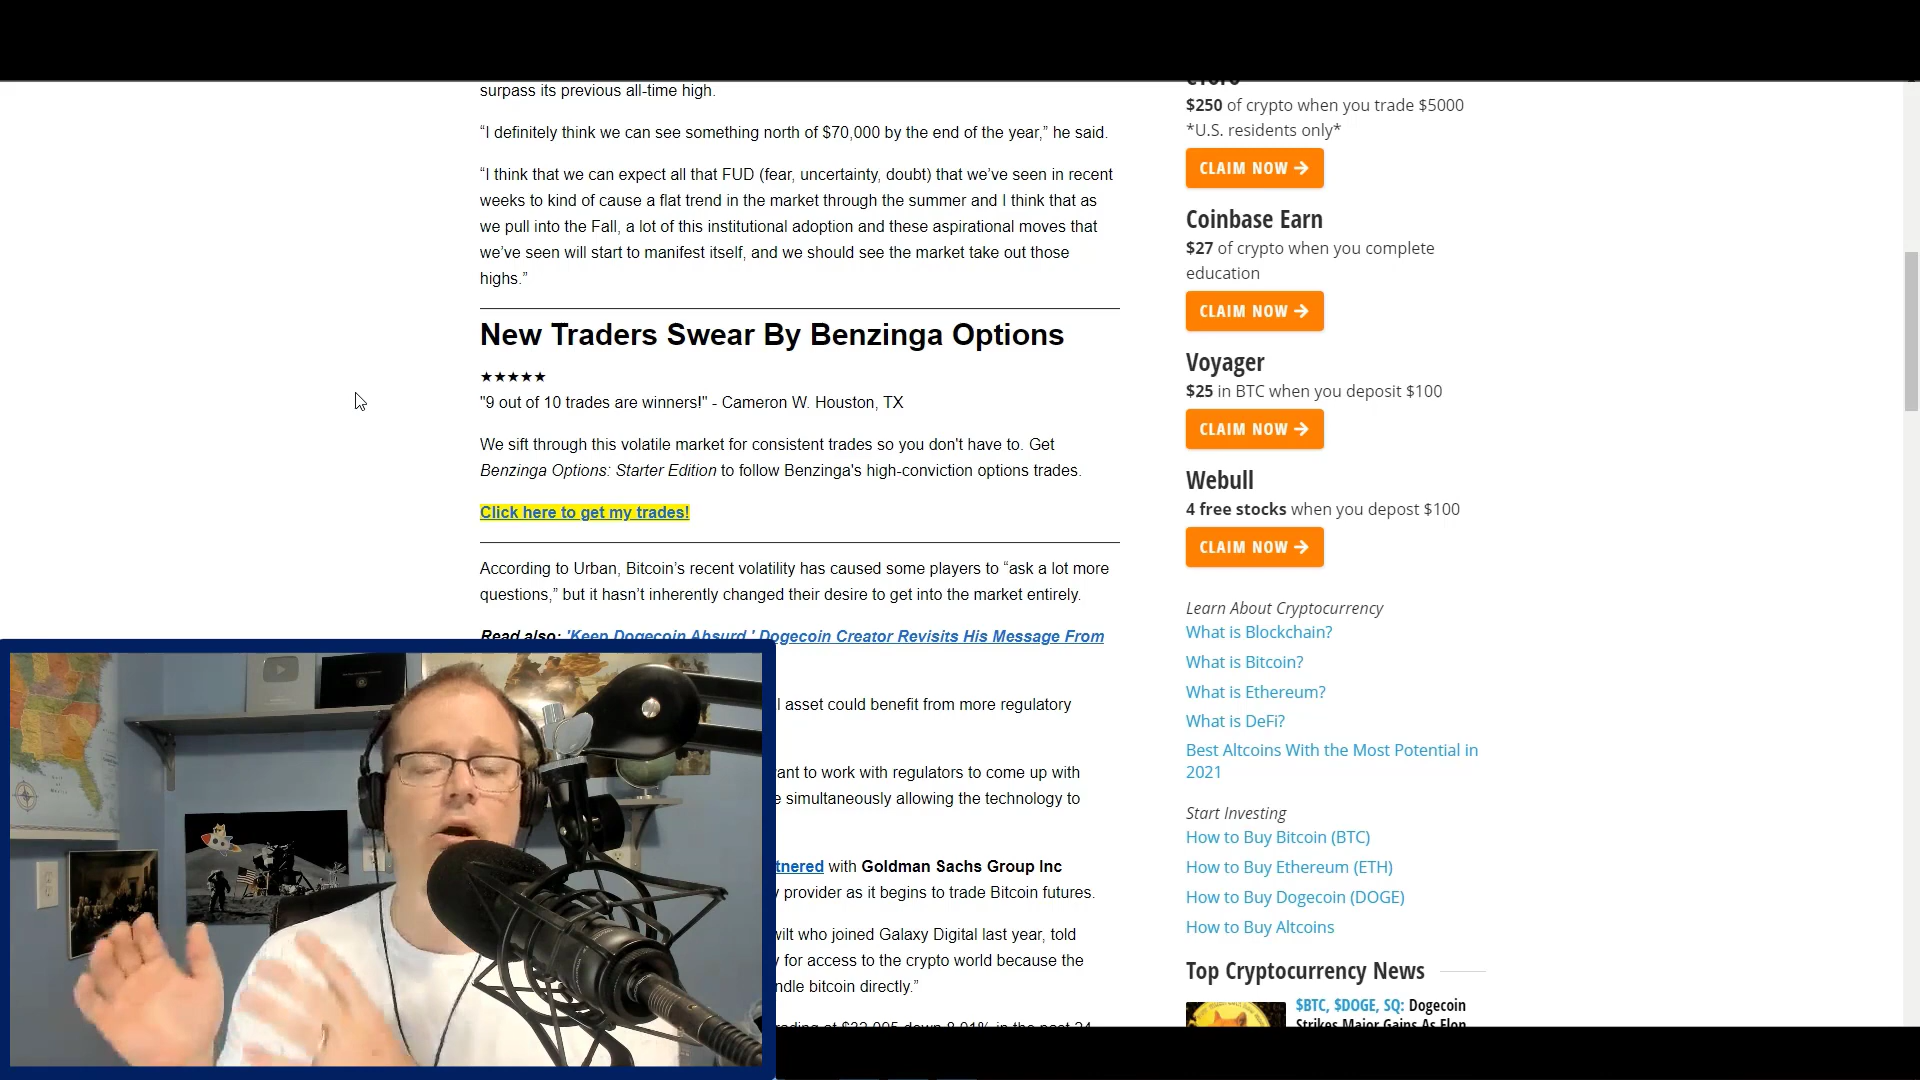 surpass its previous all-time high.
“I definitely think we can see something north of $70,000 by the end of the year,” he said.
“I think that we can expect all that FUD (fear, uncertainty, doubt) that we’ve seen in recent
weeks to kind of cause a flat trend in the market through the summer and I think that as
we pull into the Fall, a lot of this institutional adoption and these aspirational moves that
we’ve seen will start to manifest itself, and we should see the market take out those
highs.”
New Traders Swear By Benzinga Options
★★★★★
"9 out of 10 trades are winners!" - Cameron W. Houston, TX
We sift through this volatile market for consistent trades so you don't have to. Get
Benzinga Options: Starter Edition to follow Benzinga's high-conviction options trades.
Click here to get my trades!
According to Urban, Bitcoin’s recent volatility has caused some players to “ask a lot more
questions,” but it hasn’t inherently changed their desire to get into the market entirely.
Read also: 'Keep Dogecoin Absurd,' Dogecoin Creator Revisits His Message From
asset could benefit from more regulatory
to work with regulators to come up with
simultaneously allowing the technology to
with Goldman Sachs Group Inc
provider as it begins to trade Bitcoin futures.
who joined Galaxy Digital last year, told
for access to the crypto world because the
bitcoin directly.”
$250 of crypto when you trade $5000
*U.S. residents only*
CLAIM NOW →
Coinbase Earn
$27 of crypto when you complete
education
CLAIM NOW →
Voyager
$25 in BTC when you deposit $100
CLAIM NOW →
Webull
4 free stocks when you depost $100
CLAIM NOW →
Learn About Cryptocurrency
What is Blockchain?
What is Bitcoin?
What is Ethereum?
What is DeFi?
Best Altcoins With the Most Potential in
2021
Start Investing
How to Buy Bitcoin (BTC)
How to Buy Ethereum (ETH)
How to Buy Dogecoin (DOGE)
How to Buy Altcoins
Top Cryptocurrency News
$BTC, $DOGE, SQ: Dogecoin
Strikes Major Gains As Elon